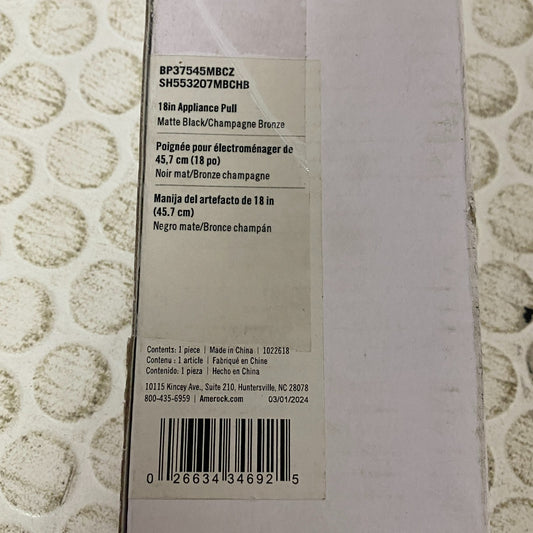 BP37545MBCZ
SH553207MBCHB
18in Appliance Pull
Matte Black/Champagne Bronze
Poignée pour électroménager de
45,7 cm (18 po)
Noir mat/Bronze champagne
Manija del artefacto de 18 in
(45.7 cm)
Negro mate/Bronce champán
Contents: 1 piece | Made in China | 1022618
Contenu : 1 article | Fabriqué en Chine
Contenido: 1 pieza | Hecho en China
10115 Kincey Ave., Suite 210, Huntersville, NC 28078
800-435-6959 | Amerock.com 03/01/2024
0 26634 34692 5